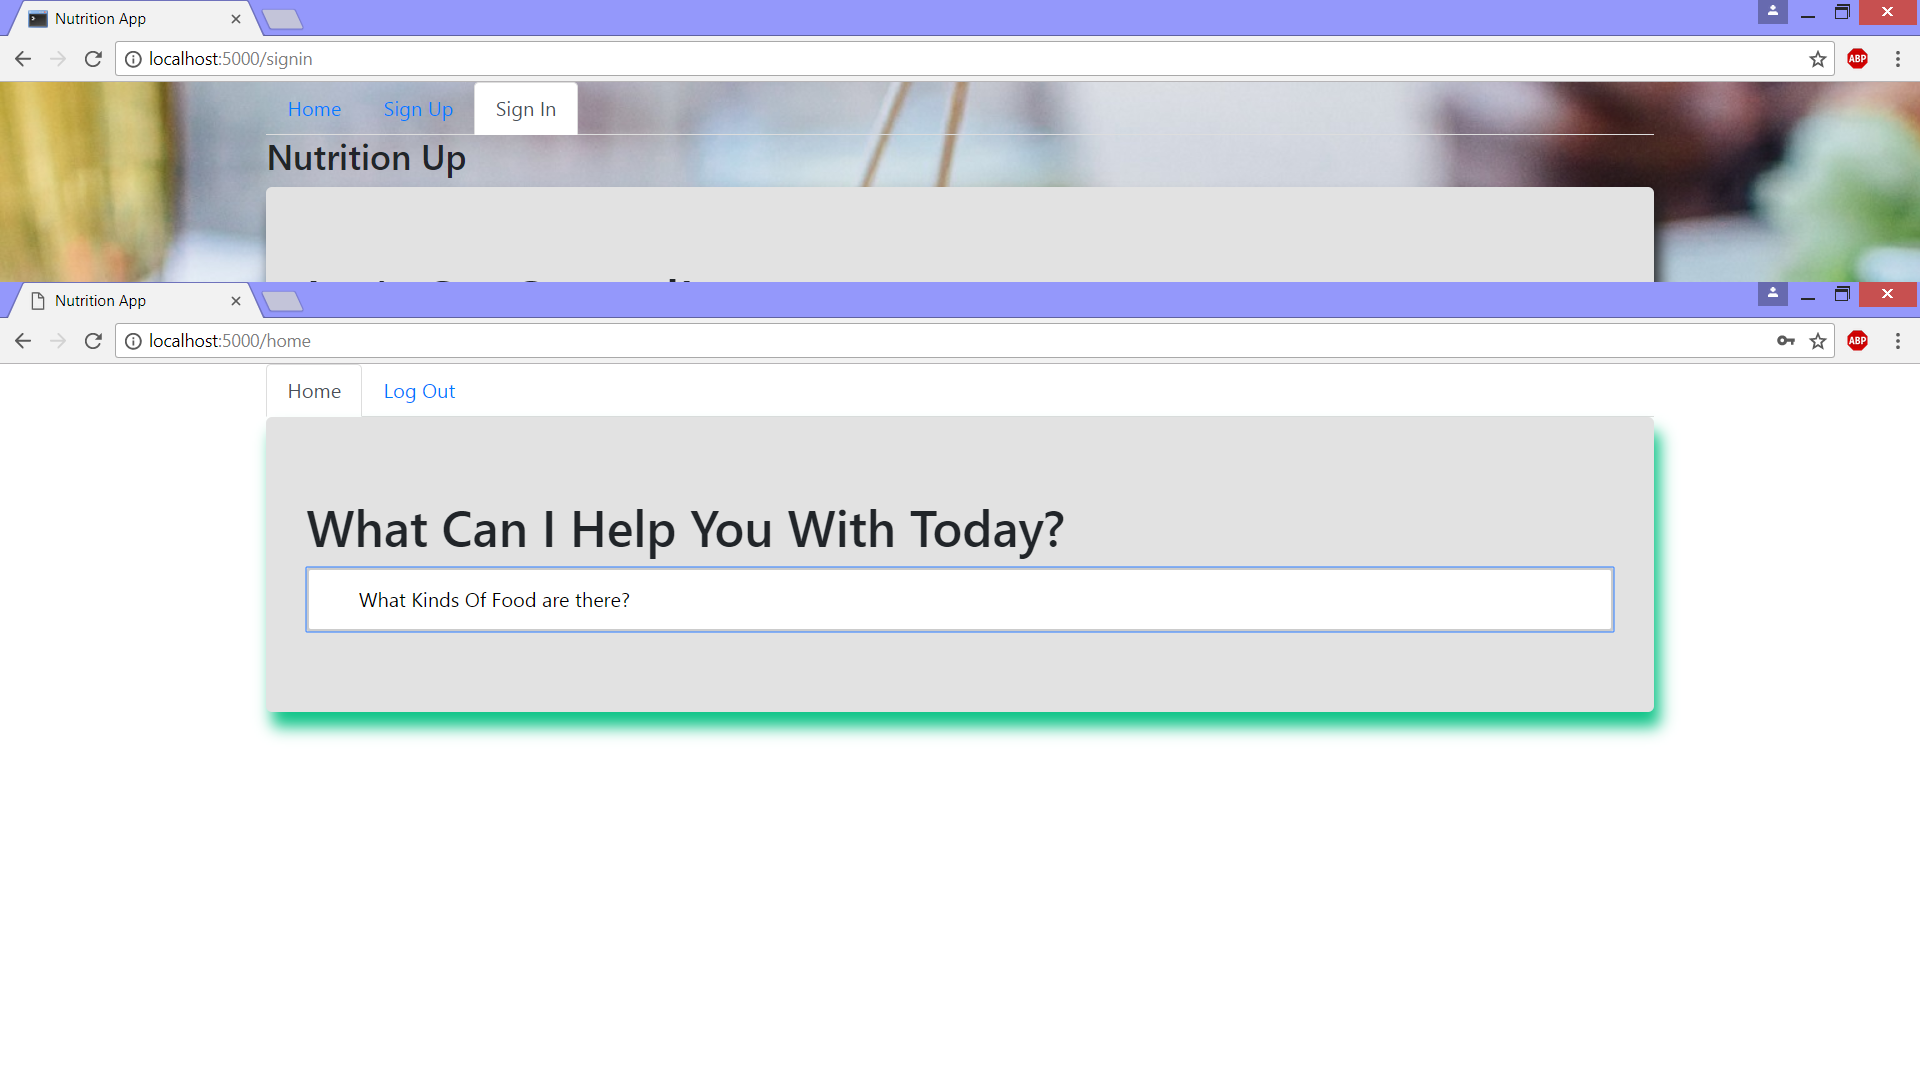 Nutrition App
localhost:5000/signin
ABP
Home Sign Up Sign In
Nutrition Up
Nutrition App
localhost:5000/home
ABP
Home Log Out
What Can I Help You With Today?
What Kinds Of Food are there?